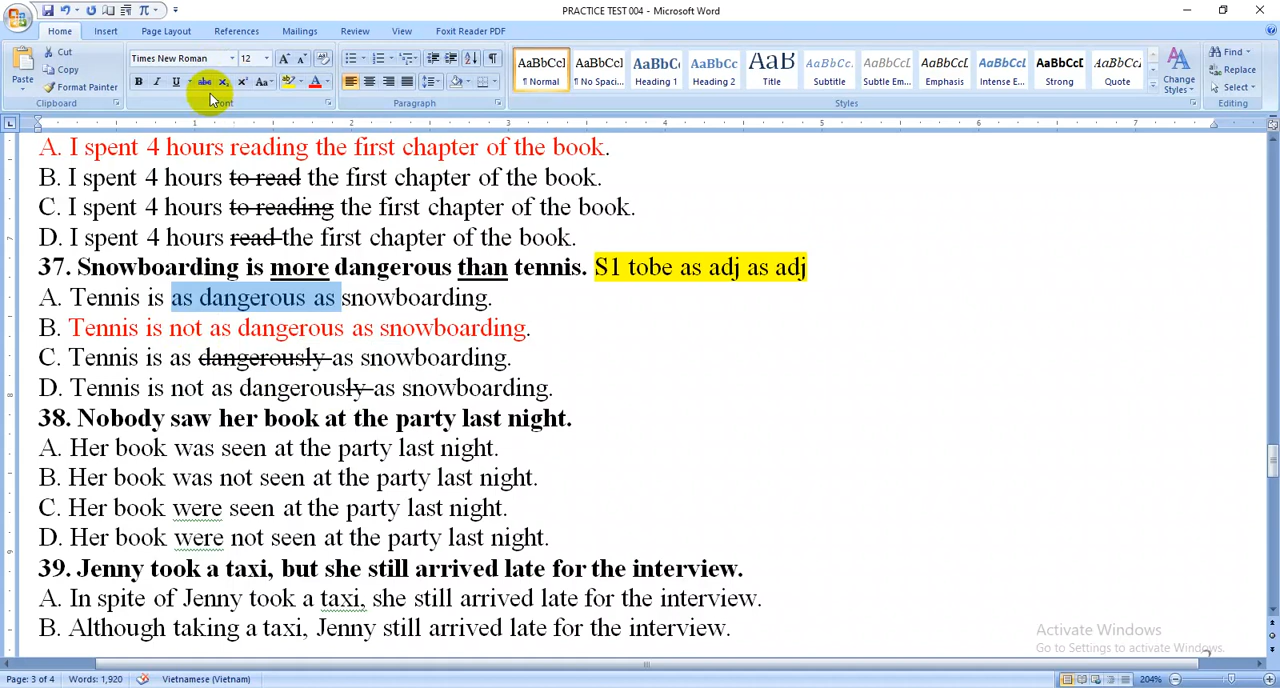 PRACTICE TEST 004 - Microsoft Word
Home Insert Page Layout References Mailings Review View Foxit Reader PDF
Paste
Cut
Copy
Format Painter
Clipboard
Times New Roman 12
Paragraph
AaBbCcI Normal
AaBbCcI No Spaci...
AaBbC Heading 1
AaBbCc Heading 2
AaB Title
AaBbCc. Subtitle
AaBbCcL Subtle Em...
AaBbCcL Emphasis
AaBbCcL Intense E...
AaBbCcI Strong
AaBbCcL Quote
Change Styles
Styles
Find
Replace
Select
Editing
A. I spent 4 hours reading the first chapter of the book.
B. I spent 4 hours to read the first chapter of the book.
C. I spent 4 hours to reading the first chapter of the book.
D. I spent 4 hours read the first chapter of the book.
37. Snowboarding is more dangerous than tennis. S1 tobe as adj as adj
A. Tennis is as dangerous as snowboarding.
B. Tennis is not as dangerous as snowboarding.
C. Tennis is as dangerously as snowboarding.
D. Tennis is not as dangerously as snowboarding.
38. Nobody saw her book at the party last night.
A. Her book was seen at the party last night.
B. Her book was not seen at the party last night.
C. Her book were seen at the party last night.
D. Her book were not seen at the party last night.
39. Jenny took a taxi, but she still arrived late for the interview.
A. In spite of Jenny took a taxi, she still arrived late for the interview.
B. Although taking a taxi, Jenny still arrived late for the interview.
Activate Windows
Go to Settings to activate Windows.
Page: 3 of 4 Words: 1,920 Vietnamese (Vietnam) 204%